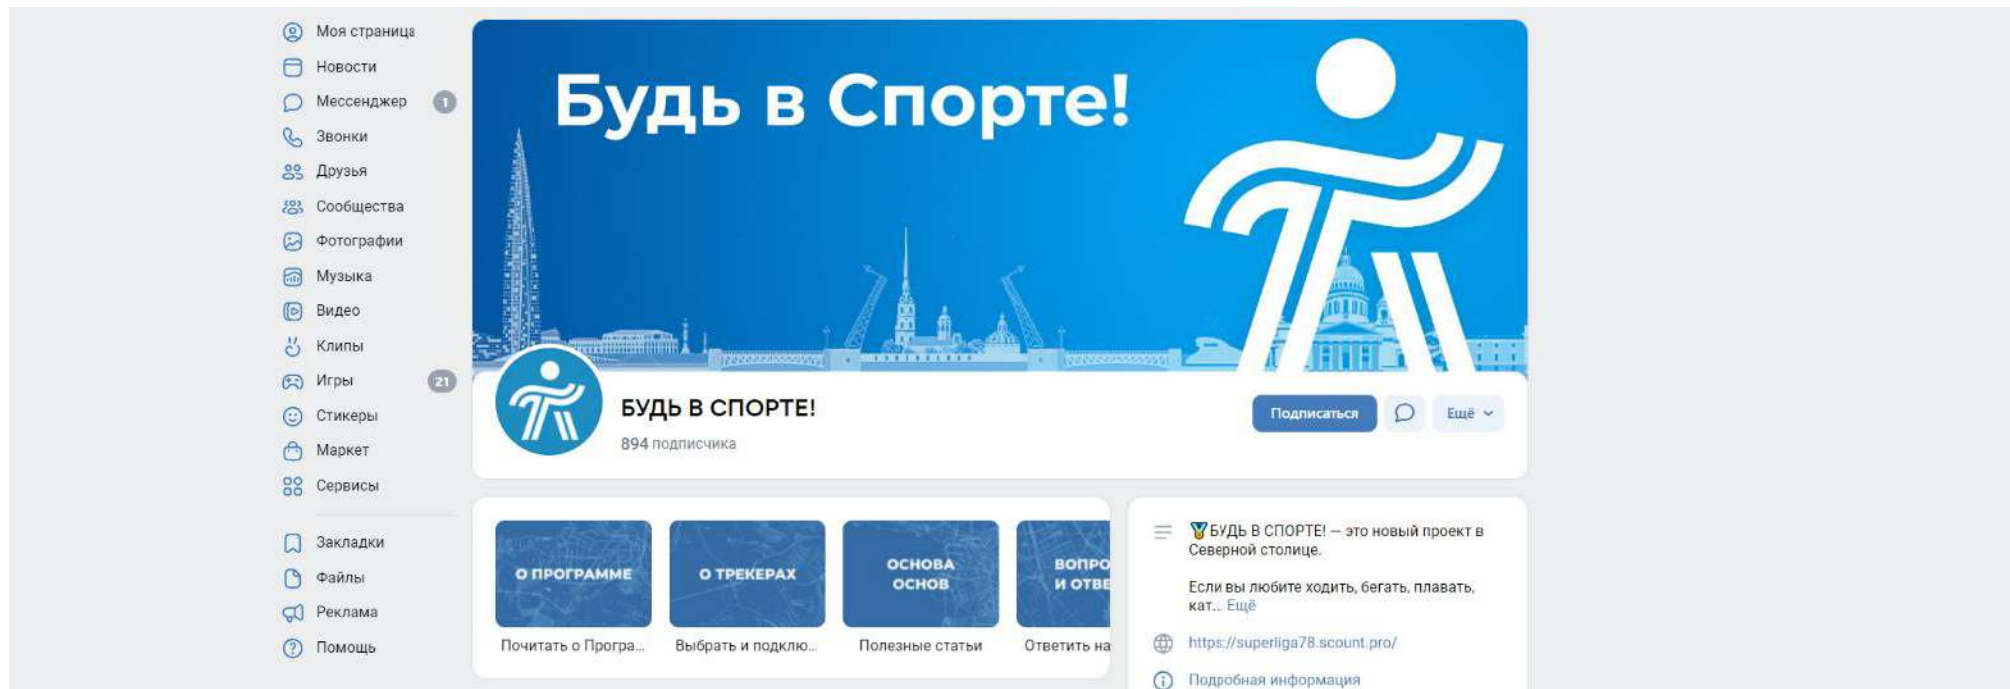 Моя страница
Новости
Мессенджер 1
Звонки
Друзья
Сообщества
Фотографии
Музыка
Видео
Клипы
Игры 21
Стикеры
Маркет
Сервисы
Закладки
Файлы
Реклама
Помощь
Будь в Спорте!
БУДЬ В СПОРТЕ!
894 подписчика
Подписаться
Ещё
О ПРОГРАММЕ
Почитать о Програ...
О ТРЕКЕРАХ
Выбрать и подклю...
ОСНОВА
ОСНОВ
Полезные статьи
ВОПРО
И ОТВЕ
Ответить на
БУДЬ В СПОРТЕ! — это новый проект в
Северной столице.
Если вы любите ходить, бегать, плавать,
кат... Ещё
https://superliga78.scount.pro/
Подробная информация